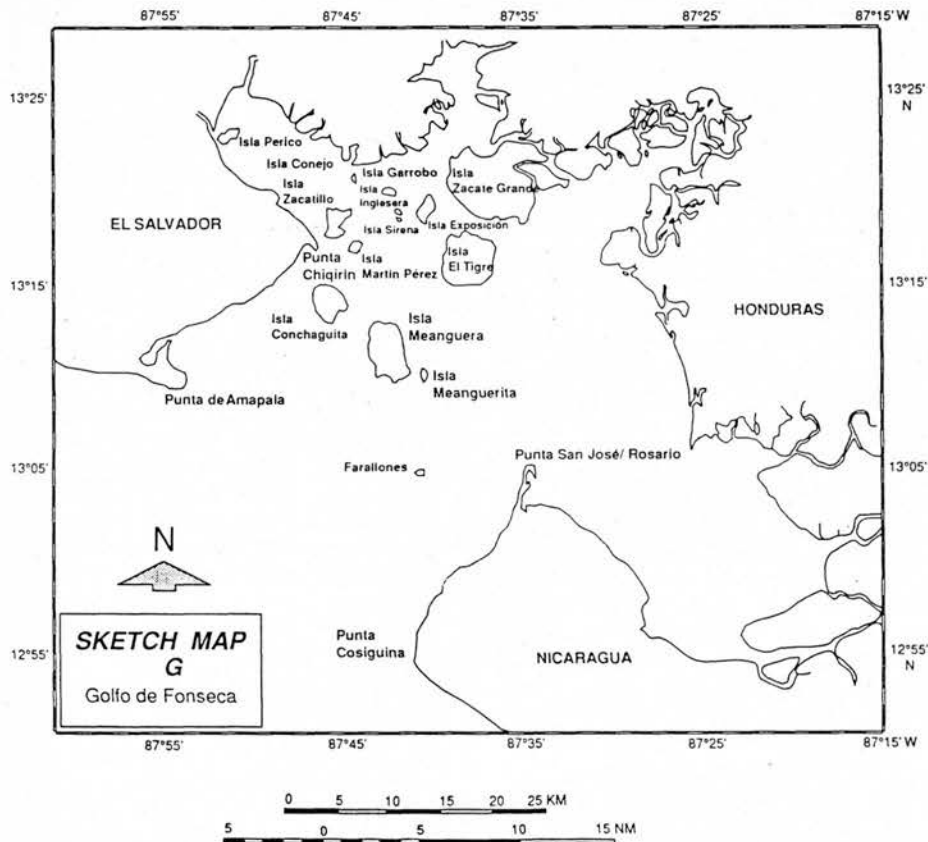 87°55'
87°45'
87°35'
87°25'
87°15' W
13°25'
13°25'
N
Isla Perico
Isla Conejo
Isla Garrobo
Isla
Zacate Grande
Isla
Zacatillo
Isla
Inglesera
Isla Sirena
Isla Exposición
EL SALVADOR
Punta
Chiqirin
Isla
Martín Pérez
Isla
El Tigre
13°15'
13°15'
HONDURAS
Isla
Conchaguita
Isla
Meanguera
Isla
Meanguerita
Punta de Amapala
Punta San José/ Rosario
13°05'
13°05'
Farallones
N
SKETCH MAP
G
Golfo de Fonseca
Punta
Cosiguina
NICARAGUA
12°55'
12°55'
N
87°55'
87°45'
87°35'
87°25'
87°15' W
0 5 10 15 20 25 KM
5 0 5 10 15 NM